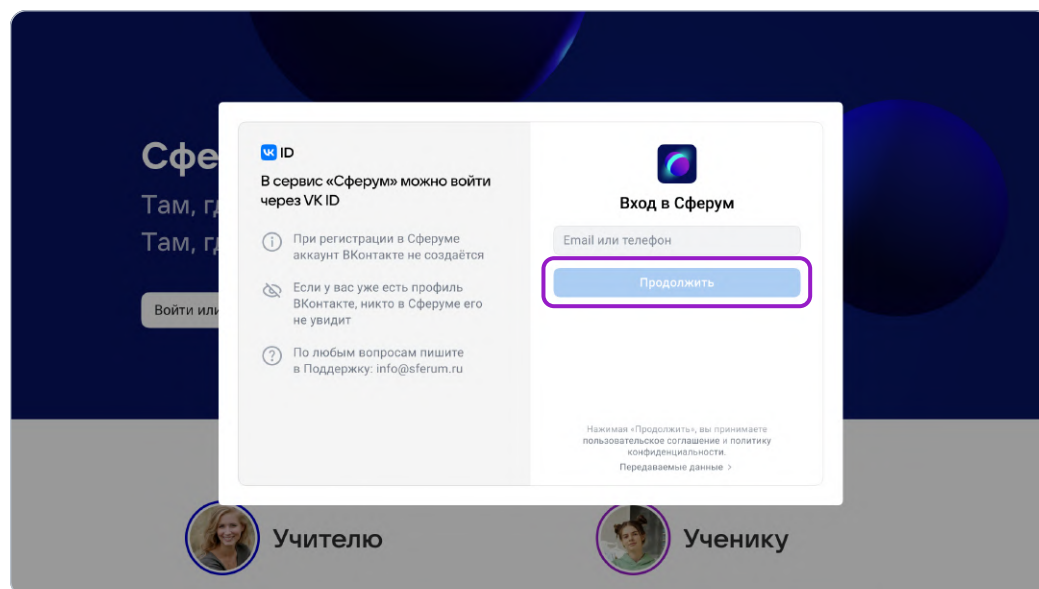 Сфе
Там, г
Там, г
Войти или
VK ID
В сервис «Сферум» можно войти
через VK ID
При регистрации в Сферуме
аккаунт ВКонтакте не создаётся
Если у вас уже есть профиль
ВКонтакте, никто в Сферуме его
не увидит
По любым вопросам пишите
в Поддержку: info@sferum.ru
Вход в Сферум
Email или телефон
Продолжить
Нажимая «Продолжить», вы принимаете
пользовательское соглашение и политику
конфиденциальности.
Передаваемые данные >
Учителю
Ученику